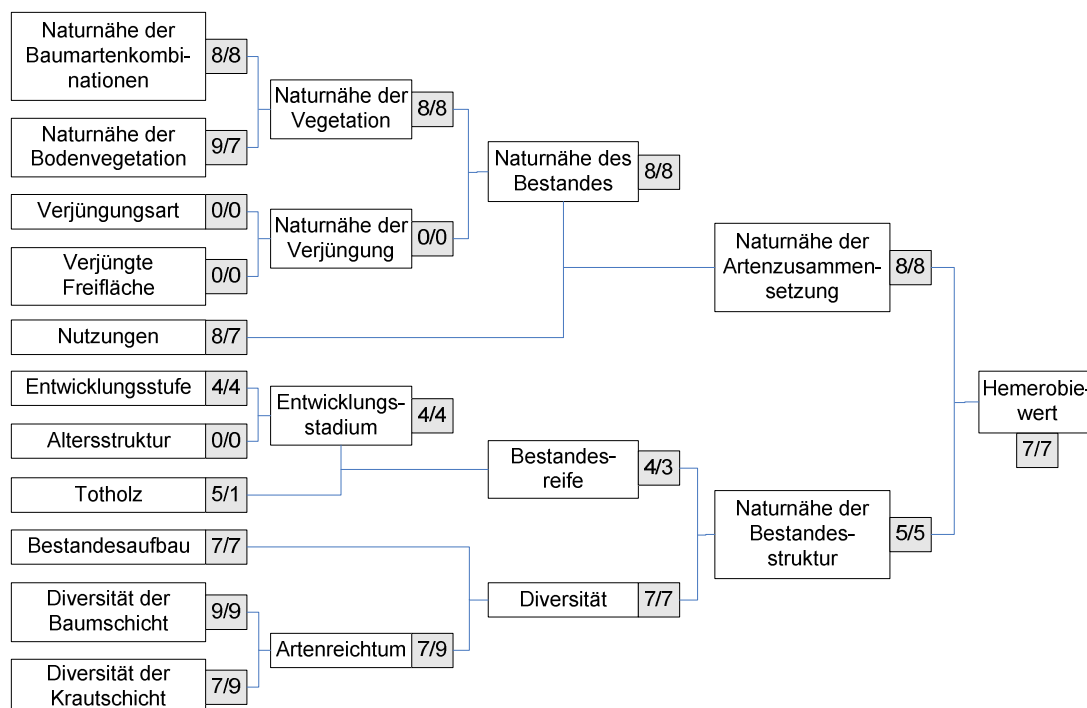 Naturnähe der
Baumartenkombi-
nationen
8/8
Naturnähe der
Bodenvegetation
9/7
Verjüngungsart
0/0
Verjüngte
Freifläche
0/0
Nutzungen
8/7
Entwicklungsstufe
4/4
Altersstruktur
0/0
Totholz
5/1
Bestandesaufbau
7/7
Diversität der
Baumschicht
9/9
Diversität der
Krautschicht
7/9
Naturnähe der
Vegetation
8/8
Naturnähe der
Verjüngung
0/0
Entwicklungs-
stadium
4/4
Artenreichtum
7/9
Naturnähe des
Bestandes
8/8
Bestandes-
reife
4/3
Diversität
7/7
Naturnähe der
Artenzusammen-
setzung
8/8
Naturnähe der
Bestandes-
struktur
5/5
Hemerobie-
wert
7/7